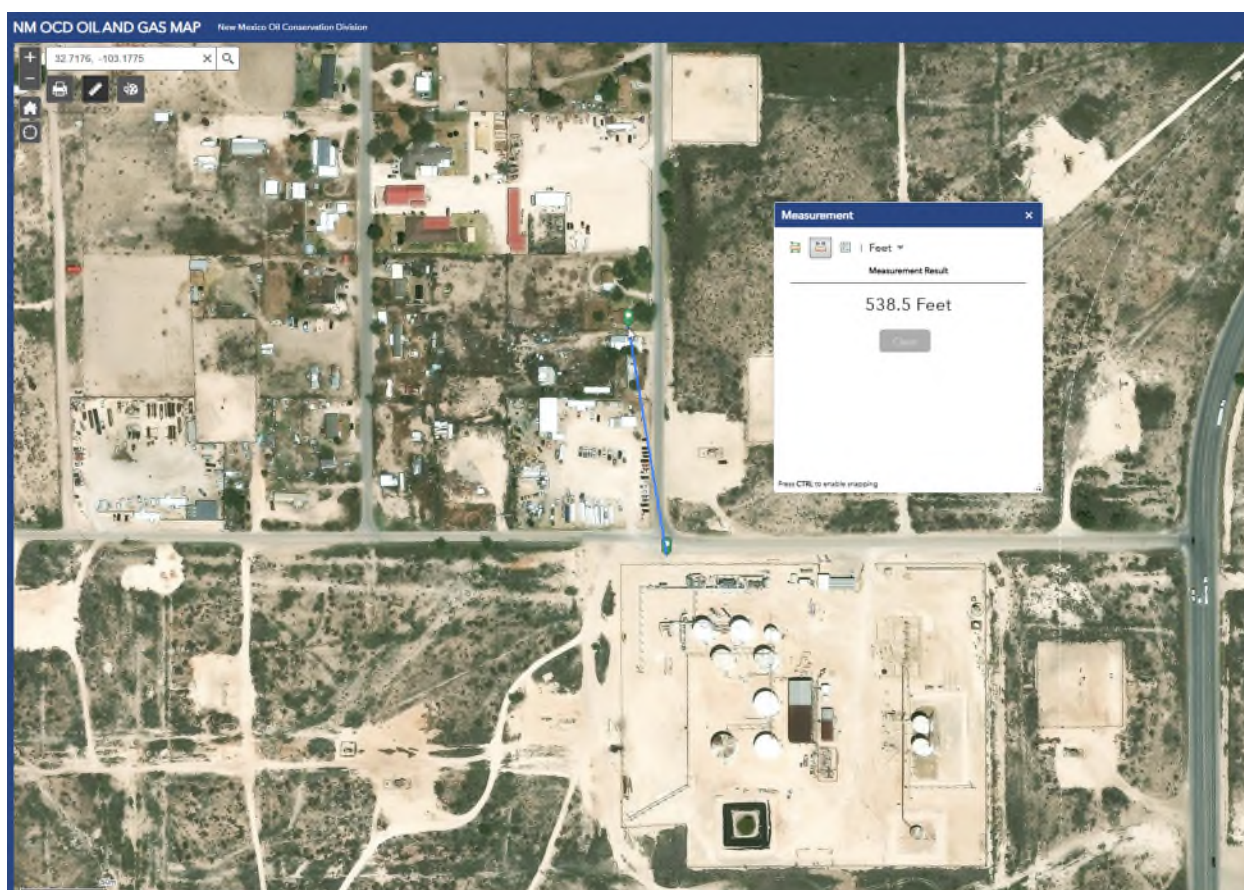 NM OCD OIL AND GAS MAP New Mexico Oil Conservation Division
32.7176, -103.1775
Measurement
Feet
Measurement Result
538.5 Feet
Clear
Press CTRL to enable snapping